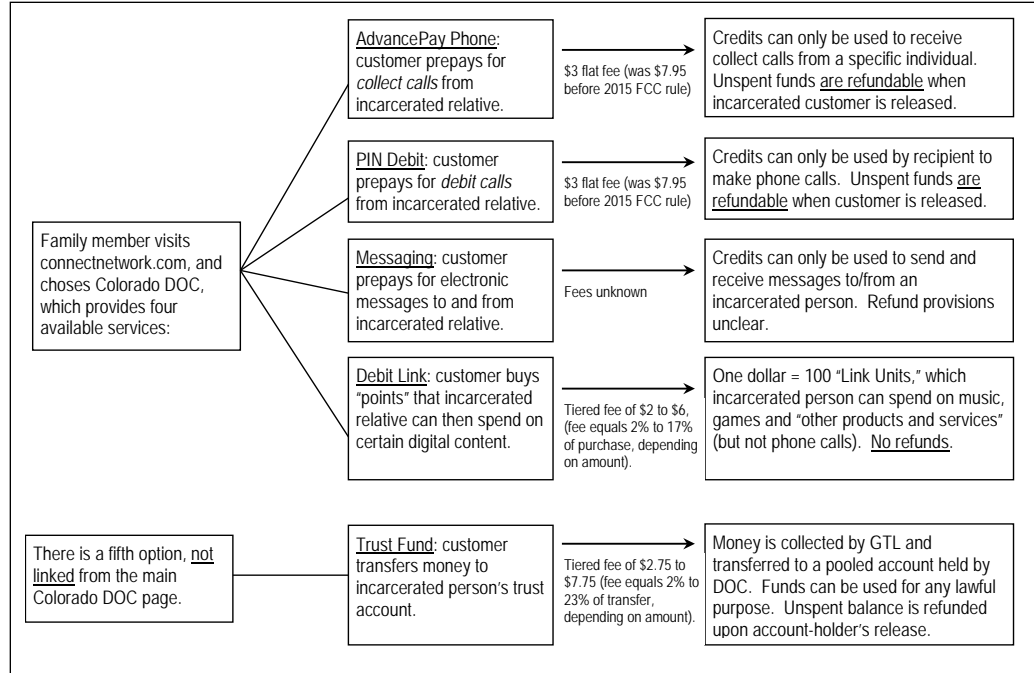 AdvancePay Phone:
customer prepays for
collect calls from
incarcerated relative.
$3 flat fee (was $7.95
before 2015 FCC rule)
Credits can only be used to receive
collect calls from a specific individual.
Unspent funds are refundable when
incarcerated customer is released.
PIN Debit: customer
prepays for debit calls
from incarcerated relative.
$3 flat fee (was $7.95
before 2015 FCC rule)
Credits can only be used by recipient to
make phone calls. Unspent funds are
refundable when customer is released.
Family member visits
connectnetwork.com, and
choses Colorado DOC,
which provides four
available services:
Messaging: customer
prepays for electronic
messages to and from
incarcerated relative.
Fees unknown
Credits can only be used to send and
receive messages to/from an
incarcerated person. Refund provisions
unclear.
Debit Link: customer buys
"points" that incarcerated
relative can then spend on
certain digital content.
Tiered fee of $2 to $6,
(fee equals 2% to 17%
of purchase, depending
on amount).
One dollar = 100 "Link Units," which
incarcerated person can spend on music,
games and "other products and services"
(but not phone calls). No refunds.
There is a fifth option, not
linked from the main
Colorado DOC page.
Trust Fund: customer
transfers money to
incarcerated person's trust
account.
Tiered fee of $2.75 to
$7.75 (fee equals 2% to
23% of transfer,
depending on amount).
Money is collected by GTL and
transferred to a pooled account held by
DOC. Funds can be used for any lawful
purpose. Unspent balance is refunded
upon account-holder's release.